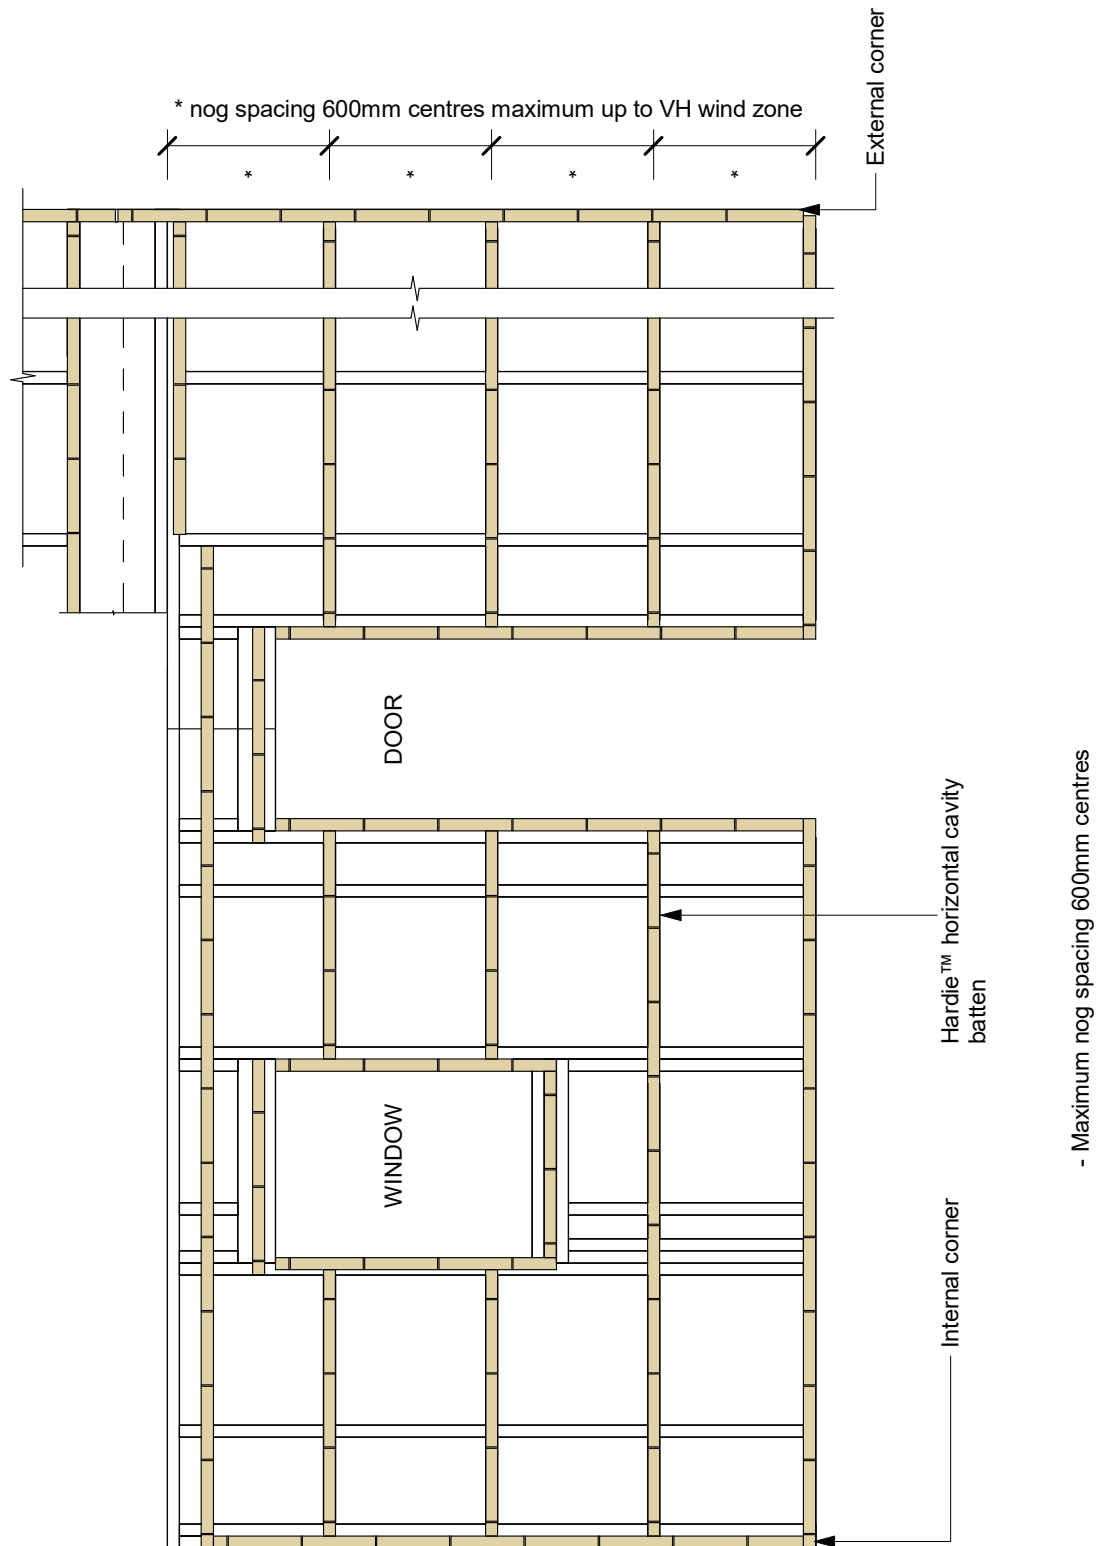 * nog spacing 600mm centres maximum up to VH wind zone
*
*
*
*
External corner
DOOR
WINDOW
Hardie™ horizontal cavity
batten
Internal corner
- Maximum nog spacing 600mm centres